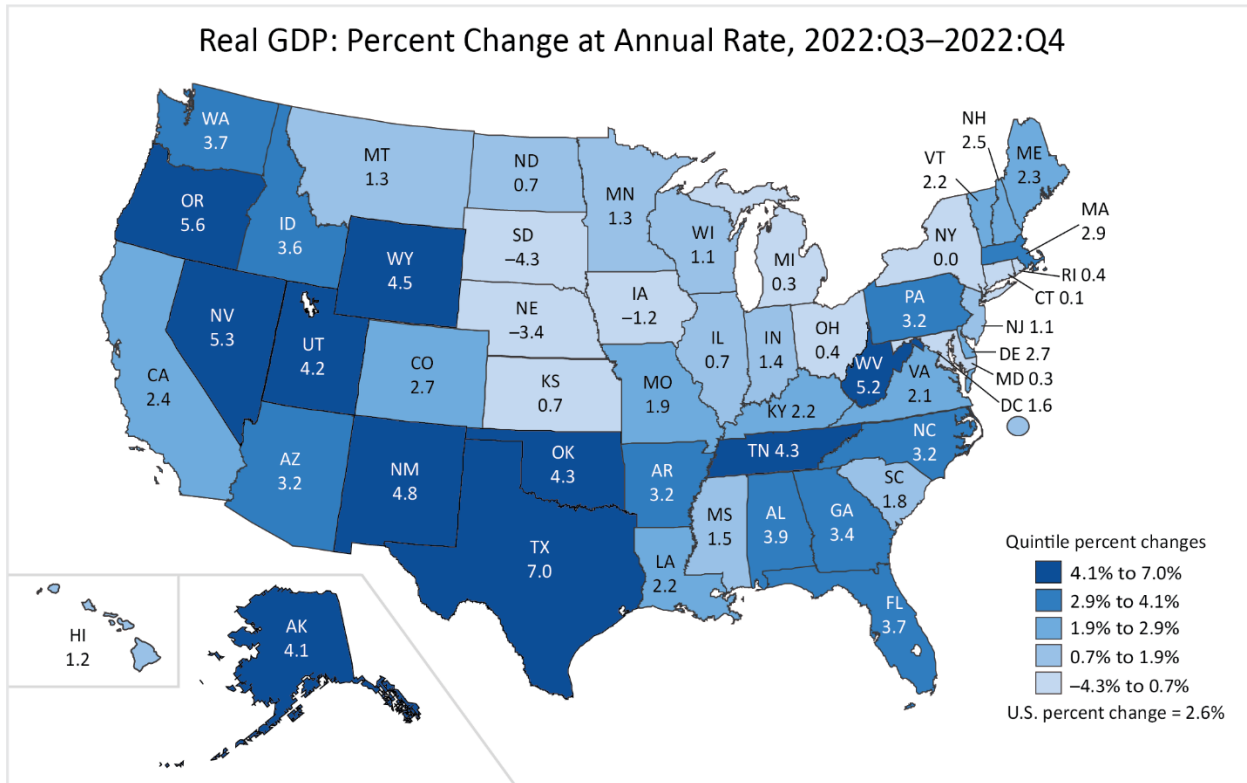 Real GDP: Percent Change at Annual Rate, 2022:Q3–2022:Q4
WA
3.7
OR
5.6
ID
3.6
MT
1.3
ND
0.7
MN
1.3
SD
–4.3
WY
4.5
NE
–3.4
IA
–1.2
WI
1.1
MI
0.3
NH
2.5
VT
2.2
ME
2.3
MA
2.9
NY
0.0
RI 0.4
CT 0.1
PA
3.2
NJ 1.1
DE 2.7
MD 0.3
DC 1.6
NV
5.3
UT
4.2
CA
2.4
CO
2.7
KS
0.7
MO
1.9
IL
0.7
IN
1.4
OH
0.4
WV
5.2
VA
2.1
KY 2.2
NC
3.2
TN 4.3
SC
1.8
AZ
3.2
NM
4.8
OK
4.3
AR
3.2
TX
7.0
LA
2.2
MS
1.5
AL
3.9
GA
3.4
FL
3.7
HI
1.2
AK
4.1
Quintile percent changes
4.1% to 7.0%
2.9% to 4.1%
1.9% to 2.9%
0.7% to 1.9%
–4.3% to 0.7%
U.S. percent change = 2.6%